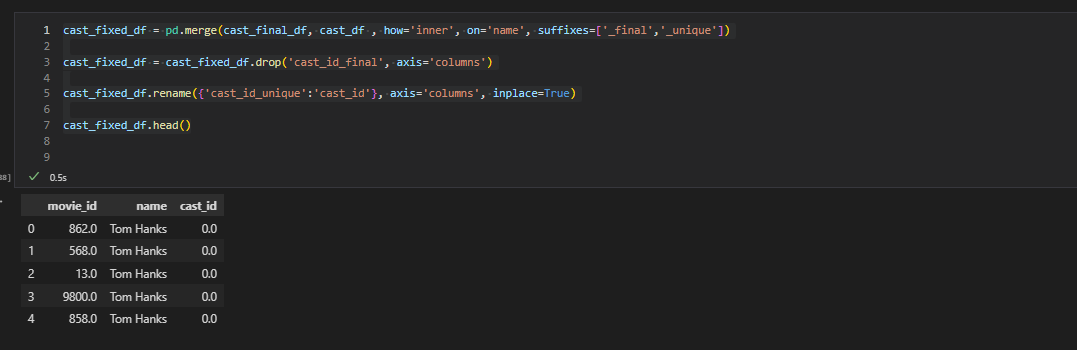 1 cast_fixed_df = pd.merge(cast_final_df, cast_df , how='inner', on='name', suffixes=['_final','_unique'])
2
3 cast_fixed_df = cast_fixed_df.drop('cast_id_final', axis='columns')
4
5 cast_fixed_df.rename({'cast_id_unique':'cast_id'}, axis='columns', inplace=True)
6
7 cast_fixed_df.head()
8
9
38] ✓ 0.5s
movie_id name cast_id
0 862.0 Tom Hanks 0.0
1 568.0 Tom Hanks 0.0
2 13.0 Tom Hanks 0.0
3 9800.0 Tom Hanks 0.0
4 858.0 Tom Hanks 0.0